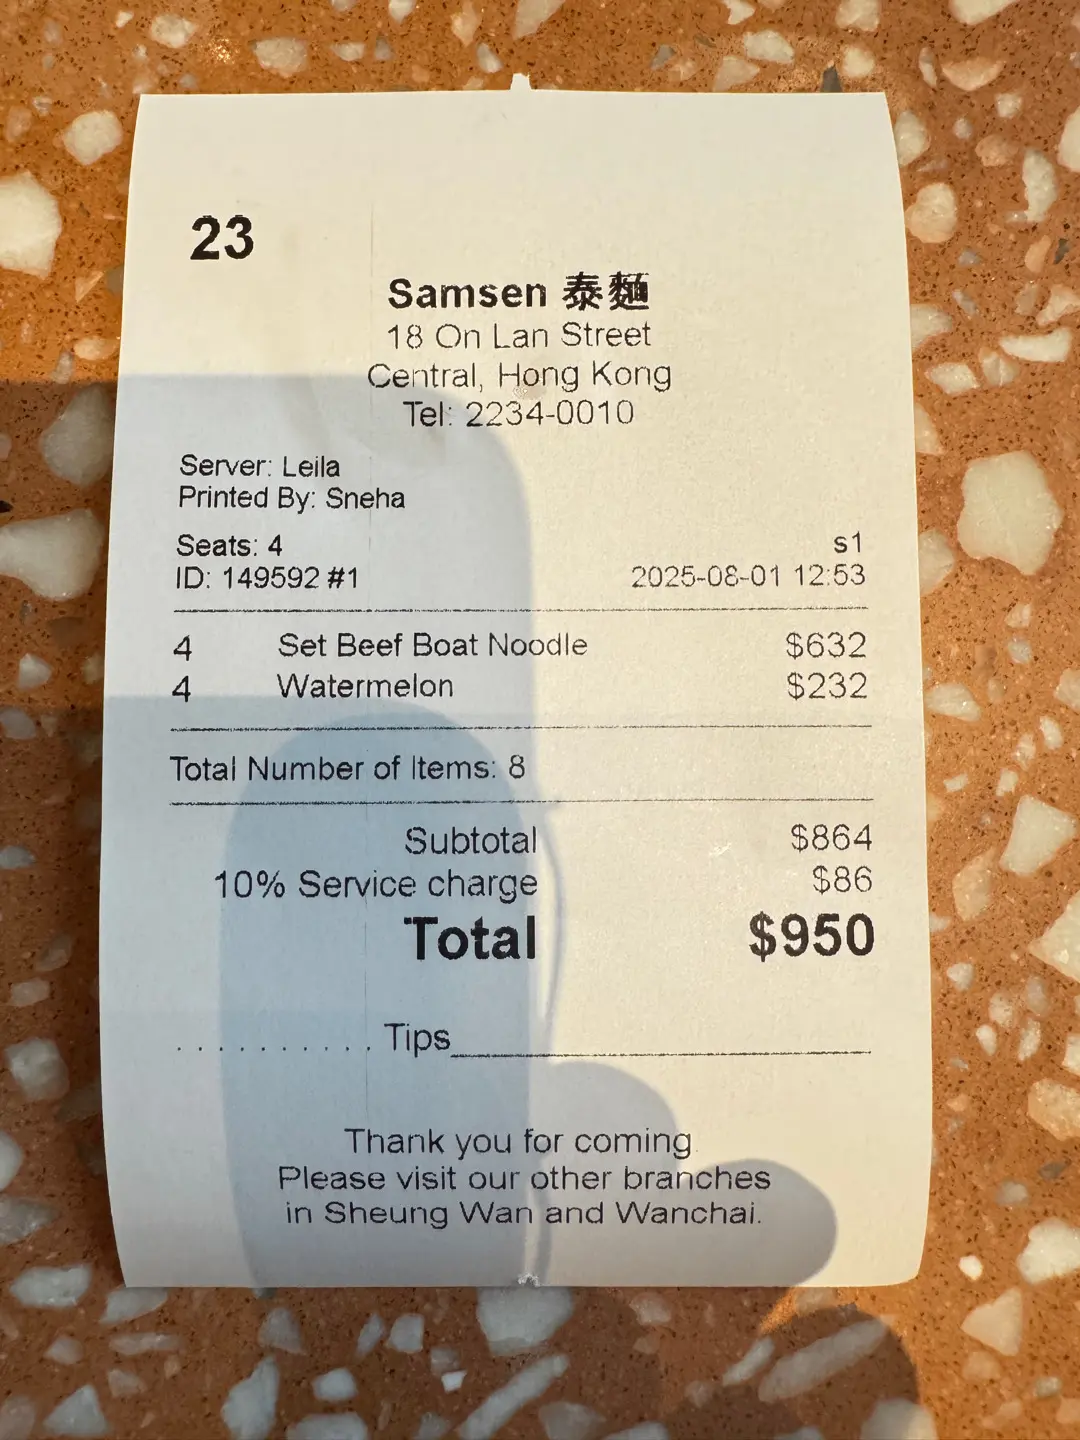 23
Samsen 泰麵
18 On Lan Street
Central, Hong Kong
Tel: 2234-0010
Server: Leila
Printed By: Sneha
Seats: 4 s1
ID: 149592 #1 2025-08-01 12:53
4 Set Beef Boat Noodle $632
4 Watermelon $232
Total Number of Items: 8
Subtotal $864
10% Service charge $86
Total $950
. . . . . . . . . . Tips
Thank you for coming
Please visit our other branches
in Sheung Wan and Wanchai.